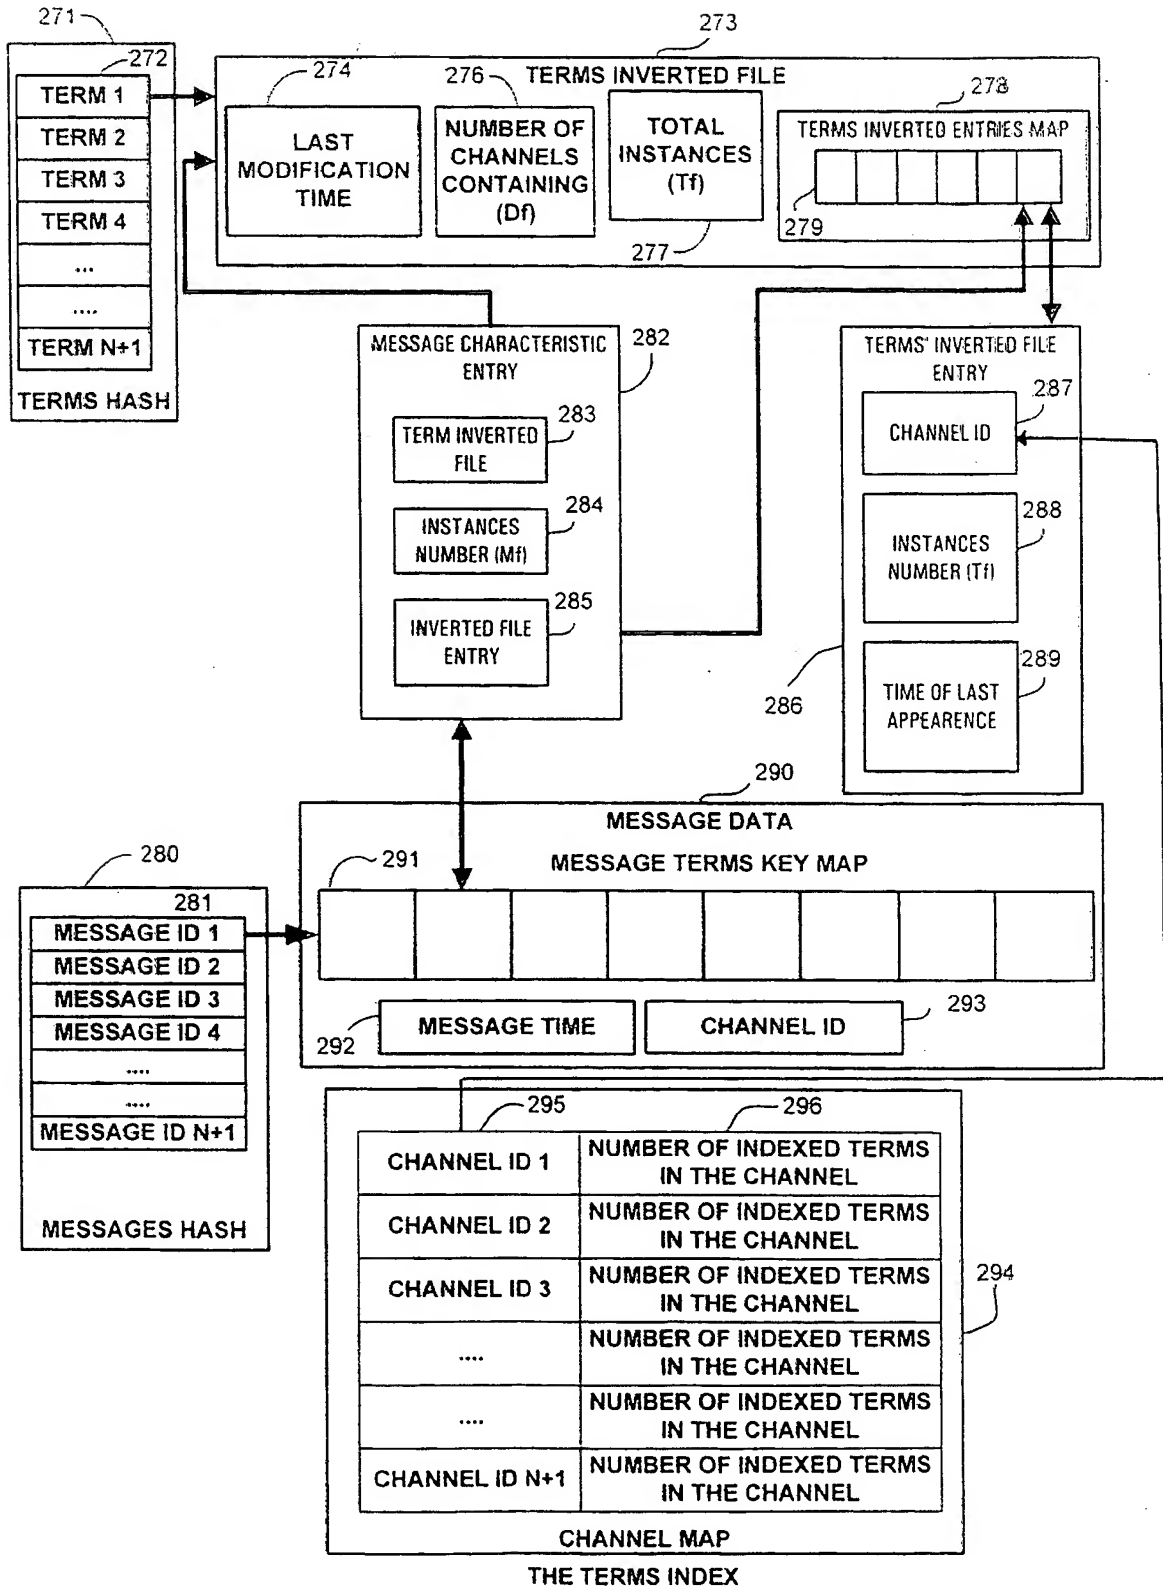 271
272
TERM 1
TERM 2
TERM 3
TERM 4
...
....
TERM N+1
TERMS HASH
273
TERMS INVERTED FILE
274
LAST
MODIFICATION
TIME
276
NUMBER OF
CHANNELS
CONTAINING
(Df)
TOTAL
INSTANCES
(Tf)
277
278
TERMS INVERTED ENTRIES MAP
279
MESSAGE CHARACTERISTIC
ENTRY
282
283
TERM INVERTED
FILE
284
INSTANCES
NUMBER (Mf)
285
INVERTED FILE
ENTRY
TERMS' INVERTED FILE
ENTRY
287
CHANNEL ID
288
INSTANCES
NUMBER (Tf)
289
TIME OF LAST
APPEARENCE
286
290
MESSAGE DATA
MESSAGE TERMS KEY MAP
291
292
MESSAGE TIME
CHANNEL ID
293
280
281
MESSAGE ID 1
MESSAGE ID 2
MESSAGE ID 3
MESSAGE ID 4
....
....
MESSAGE ID N+1
MESSAGES HASH
295
296
CHANNEL ID 1
NUMBER OF INDEXED TERMS
IN THE CHANNEL
CHANNEL ID 2
NUMBER OF INDEXED TERMS
IN THE CHANNEL
CHANNEL ID 3
NUMBER OF INDEXED TERMS
IN THE CHANNEL
....
NUMBER OF INDEXED TERMS
IN THE CHANNEL
....
NUMBER OF INDEXED TERMS
IN THE CHANNEL
CHANNEL ID N+1
NUMBER OF INDEXED TERMS
IN THE CHANNEL
294
CHANNEL MAP
THE TERMS INDEX